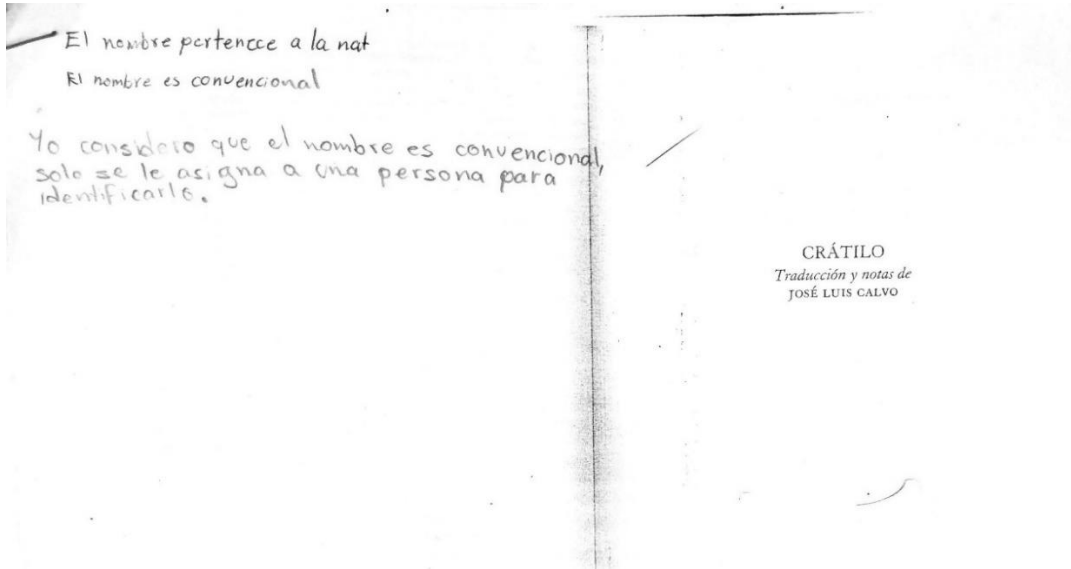 El nombre pertenece a la nat
El nombre es convencional
Yo considero que el nombre es convencional,
solo se le asigna a una persona para
identificarlo.
CRÁTILO
Traducción y notas de
JOSÉ LUIS CALVO